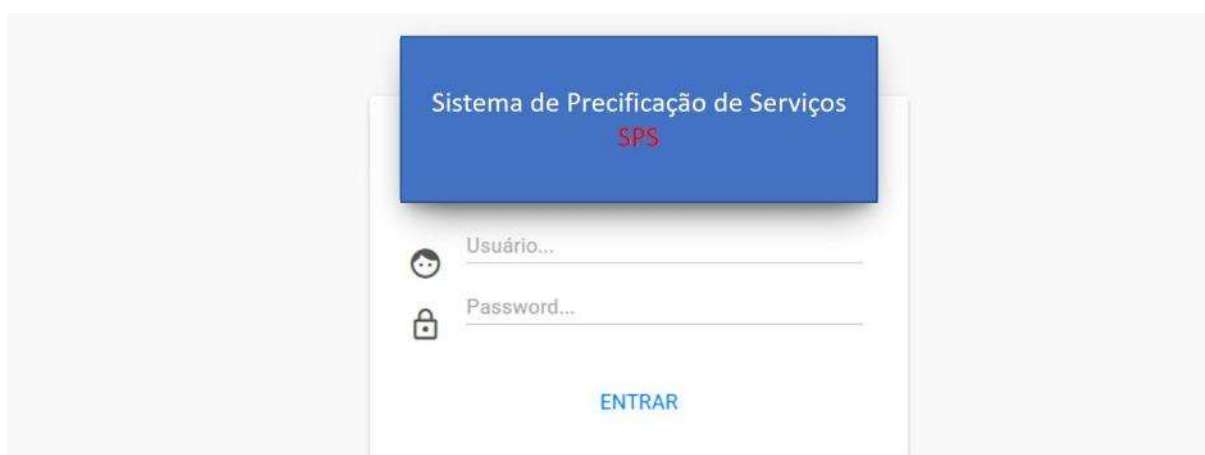 Sistema de Precificação de Serviços
SPS
Usuário...
Password...
ENTRAR